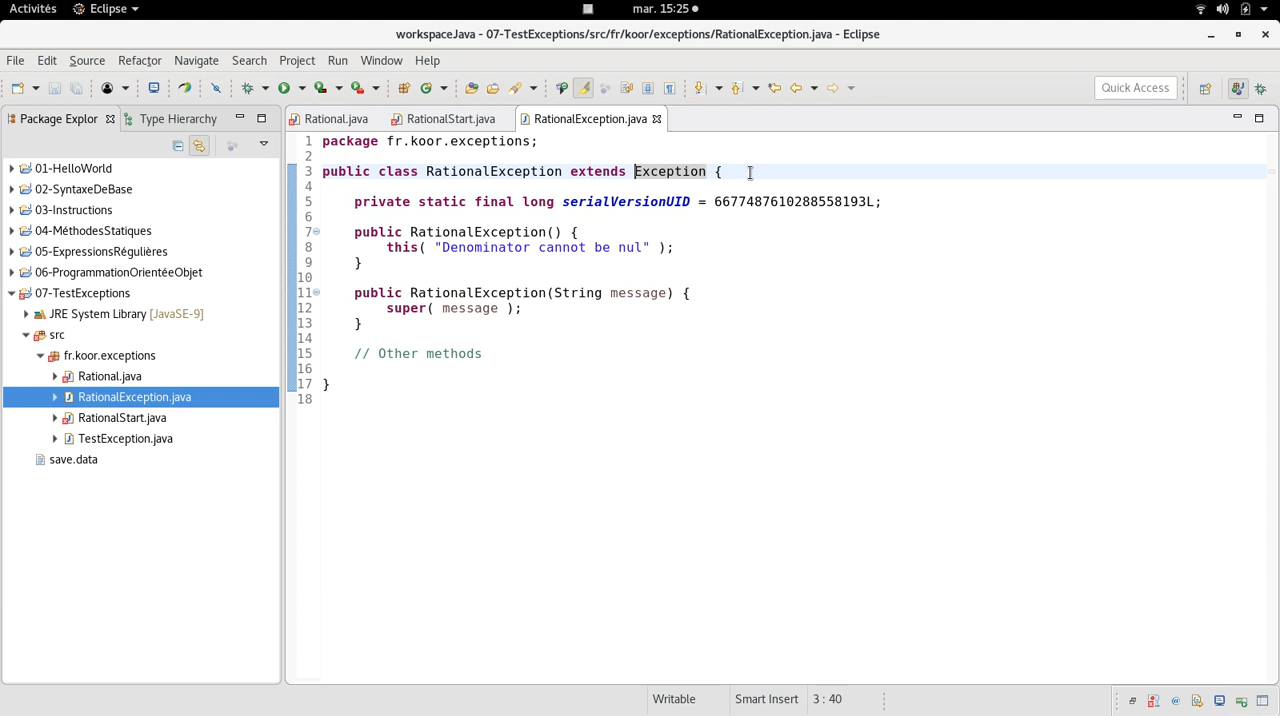 Activités Eclipse mar. 15:25
workspaceJava - 07-TestExceptions/src/fr/koor/exceptions/RationalException.java - Eclipse
File Edit Source Refactor Navigate Search Project Run Window Help
Quick Access
Package Explor Type Hierarchy
01-HelloWorld
02-SyntaxeDeBase
03-Instructions
04-MéthodesStatiques
05-ExpressionsRégulières
06-ProgrammationOrientéeObjet
07-TestExceptions
JRE System Library [JavaSE-9]
src
fr.koor.exceptions
Rational.java
RationalException.java
RationalStart.java
TestException.java
save.data
Rational.java RationalStart.java RationalException.java
1 package fr.koor.exceptions;
2
3 public class RationalException extends Exception {
4
5 private static final long serialVersionUID = 6677487610288558193L;
6
7 public RationalException() {
8 this( "Denominator cannot be nul" );
9 }
10
11 public RationalException(String message) {
12 super( message );
13 }
14
15 // Other methods
16
17 }
18
Writable Smart Insert 3 : 40